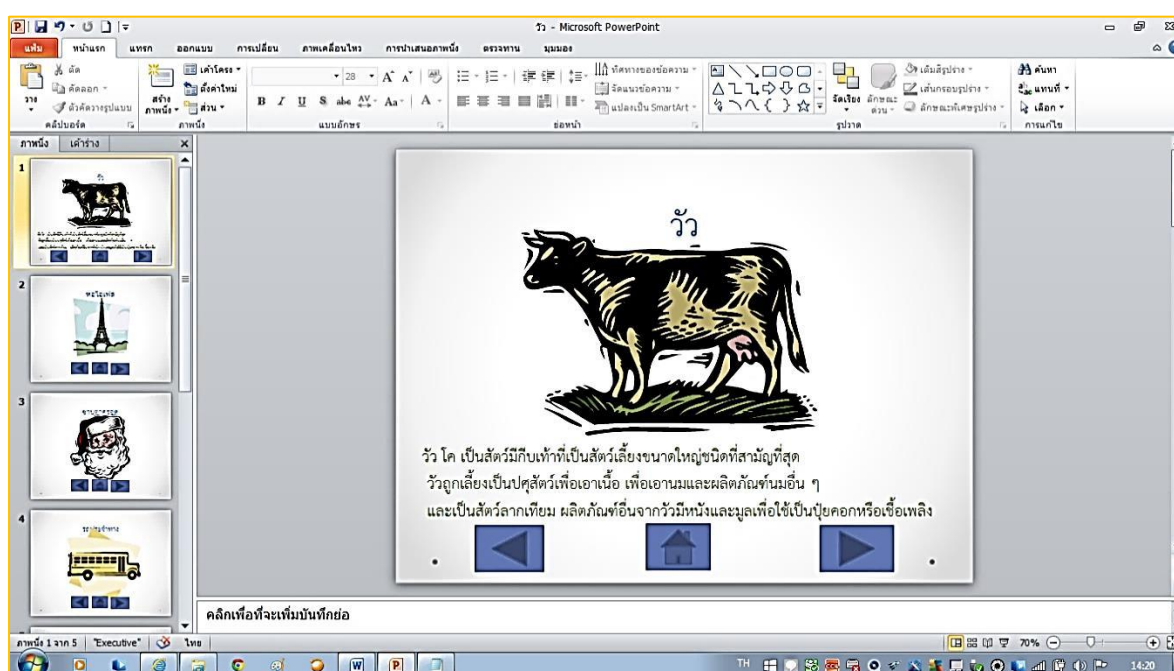 วัว - Microsoft PowerPoint
แฟ้ม หน้าแรก แทรก ออกแบบ การเปลี่ยน ภาพเคลื่อนไหว การนำเสนอภาพนิ่ง ตรวจทาน มุมมอง
วาง
ตัด
คัดลอก
ตัวคัดวางรูปแบบ
คลิปบอร์ด
สร้าง
ภาพนิ่ง
เค้าโครง
ตั้งค่าใหม่
ส่วน
ภาพนิ่ง
28
B I U S abc AV Aa A
แบบอักษร
ทิศทางของข้อความ
จัดแนวข้อความ
แปลงเป็น SmartArt
ย่อหน้า
จัดเรียง
ลักษณะ
ด่วน
เติมสีรูปร่าง
เส้นกรอบรูปร่าง
ลักษณะพิเศษรูปร่าง
รูปวาด
ค้นหา
แทนที่
เลือก
การแก้ไข
ภาพนิ่ง เค้าร่าง
1
วัว
2
หอไอเฟล
3
4
วัว
วัว โค เป็นสัตว์มีกีบเท้าที่เป็นสัตว์เลี้ยงขนาดใหญ่ชนิดที่สามัญที่สุด
วัวถูกเลี้ยงเป็นปศุสัตว์เพื่อเอาเนื้อ เพื่อเอานมและผลิตภัณฑ์นมอื่น ๆ
และเป็นสัตว์ลากเทียม ผลิตภัณฑ์อื่นจากวัวมีหนังและมูลเพื่อใช้เป็นปุ๋ยคอกหรือเชื้อเพลิง
คลิกเพื่อที่จะเพิ่มบันทึกย่อ
ภาพนิ่ง 1 จาก 5 "Executive" ไทย 70%
TH 14:20